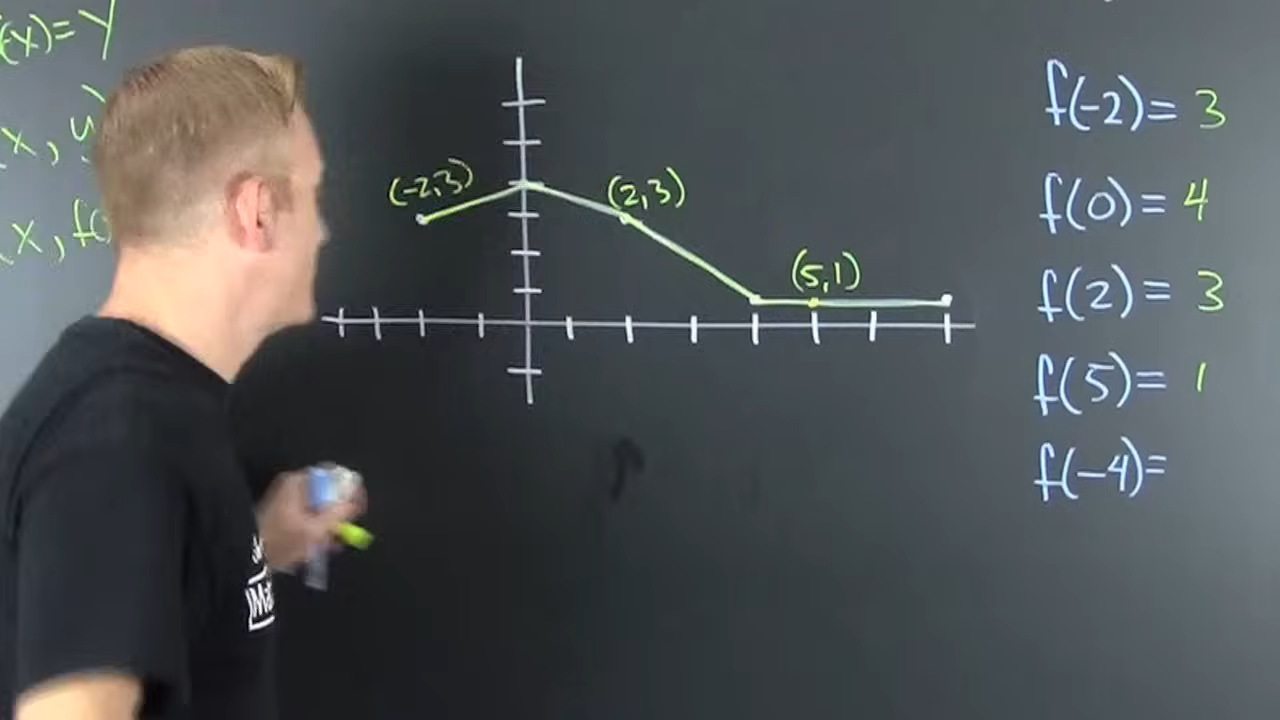 (x)=y
x, y
x, f(
(-2,3)
(2,3)
(5,1)
f(-2)= 3
f(0)= 4
f(2)= 3
f(5)= 1
f(-4)=